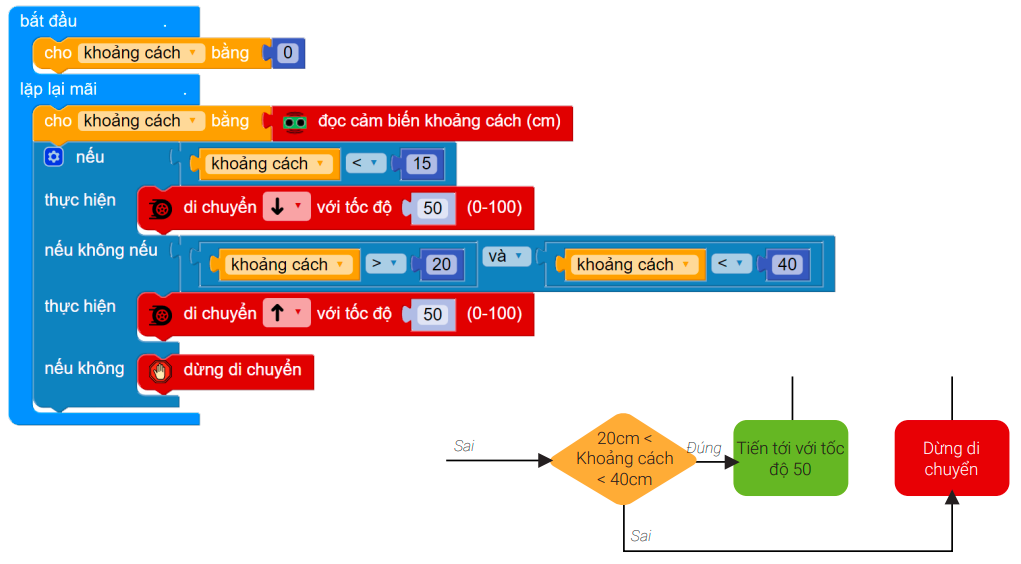 bắt đầu .
cho khoảng cách bằng 0
lặp lại mãi .
cho khoảng cách bằng đọc cảm biến khoảng cách (cm)
nếu khoảng cách < 15
thực hiện di chuyển ↓ với tốc độ 50 (0-100)
nếu không nếu khoảng cách > 20 và khoảng cách < 40
thực hiện di chuyển ↑ với tốc độ 50 (0-100)
nếu không dừng di chuyển
Sai
20cm <
Khoảng cách
< 40cm
Đúng
Tiến tới với tốc
độ 50
Dừng di
chuyển
Sai